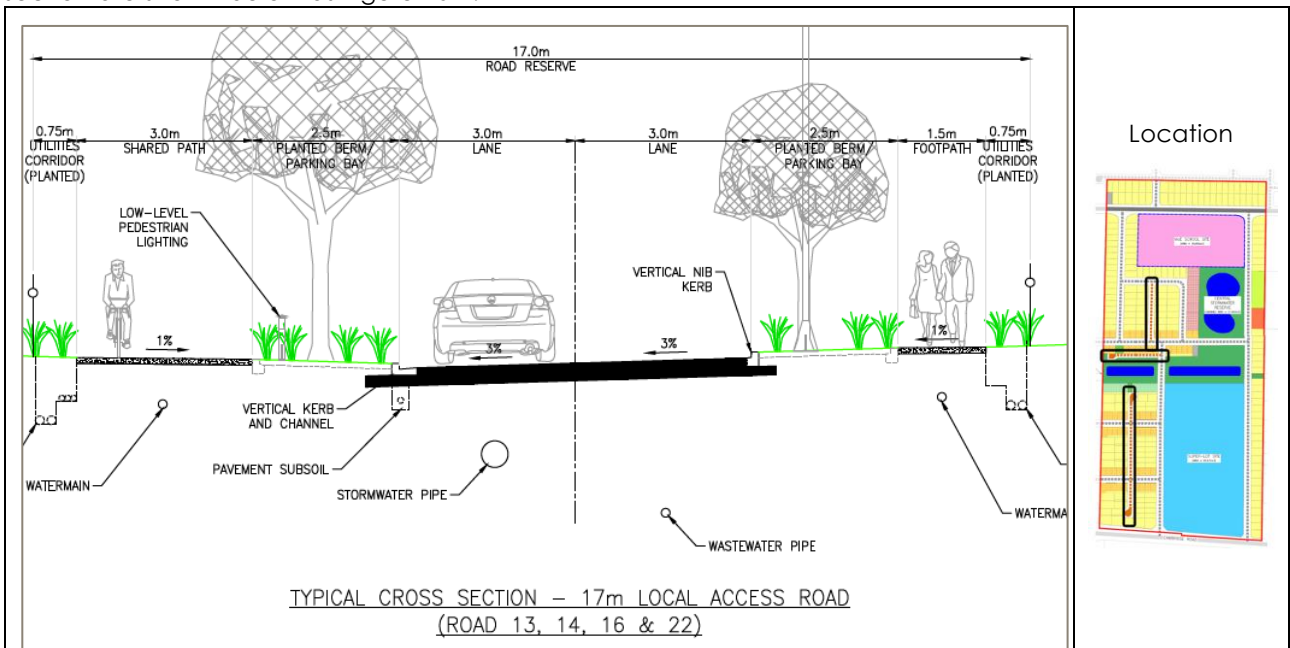 17.0m
ROAD RESERVE
0.75m
UTILITIES
CORRIDOR
(PLANTED)
3.0m
SHARED PATH
2.5m
PLANTED BERM/
PARKING BAY
3.0m
LANE
3.0m
LANE
2.5m
PLANTED BERM/
PARKING BAY
1.5m
FOOTPATH
0.75m
UTILITIES
CORRIDOR
(PLANTED)
Location
LOW-LEVEL
PEDESTRIAN
LIGHTING
VERTICAL NIB
KERB
1%
3%
3%
1%
VERTICAL KERB
AND CHANNEL
PAVEMENT SUBSOIL
WATERMAIN
STORMWATER PIPE
WATERMA
WASTEWATER PIPE
TYPICAL CROSS SECTION – 17m LOCAL ACCESS ROAD
(ROAD 13, 14, 16 & 22)